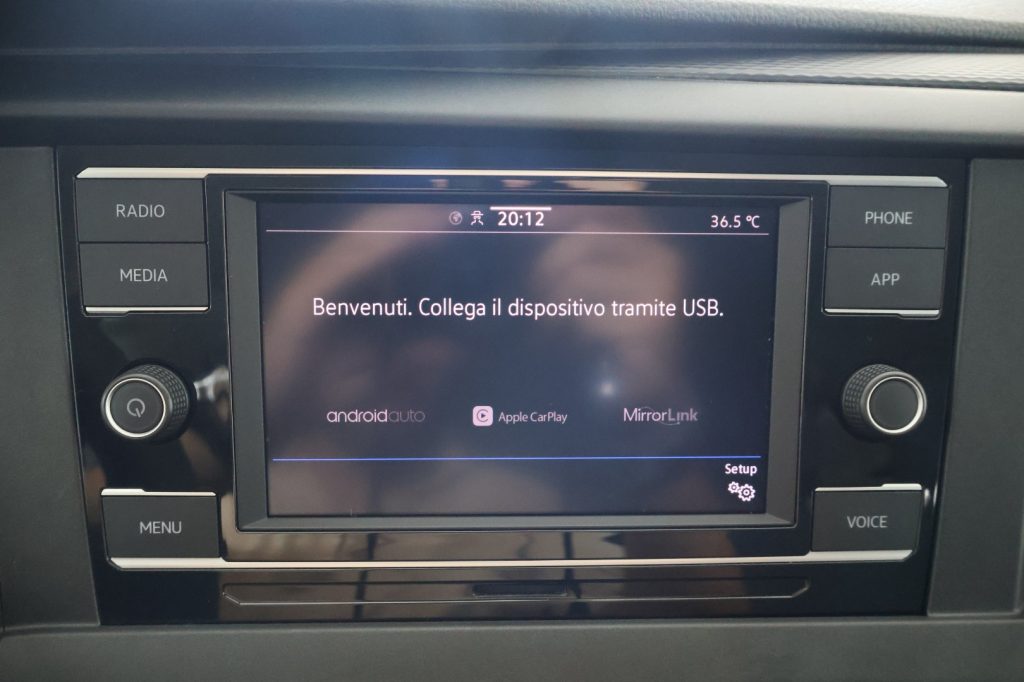 RADIO
MEDIA
MENU
20:12
36.5 °C
Benvenuti. Collega il dispositivo tramite USB.
androidauto
Apple CarPlay
MirrorLink
Setup
PHONE
APP
VOICE